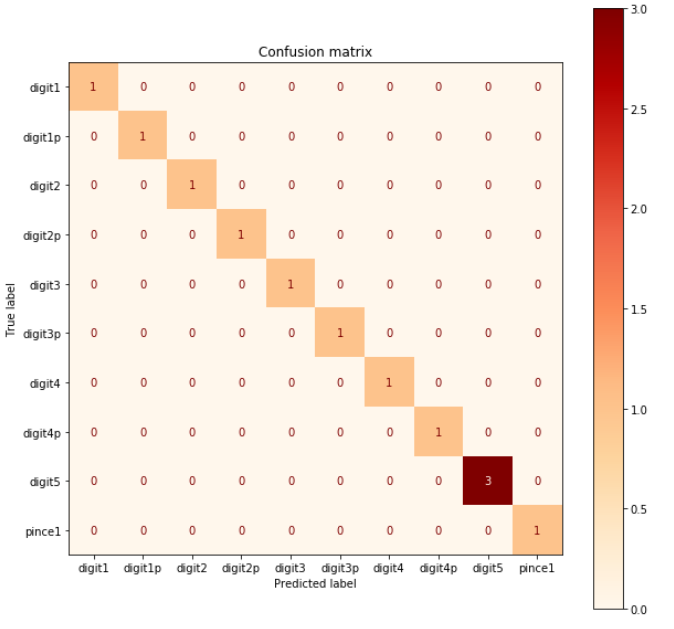 Confusion matrix
digit1 1 0 0 0 0 0 0 0 0 0
digit1p 0 1 0 0 0 0 0 0 0 0
digit2 0 0 1 0 0 0 0 0 0 0
digit2p 0 0 0 1 0 0 0 0 0 0
digit3 0 0 0 0 1 0 0 0 0 0
digit3p 0 0 0 0 0 1 0 0 0 0
digit4 0 0 0 0 0 0 1 0 0 0
digit4p 0 0 0 0 0 0 0 1 0 0
digit5 0 0 0 0 0 0 0 0 3 0
pince1 0 0 0 0 0 0 0 0 0 1
digit1 digit1p digit2 digit2p digit3 digit3p digit4 digit4p digit5 pince1
Predicted label
True label
3.0
2.5
2.0
1.5
1.0
0.5
0.0